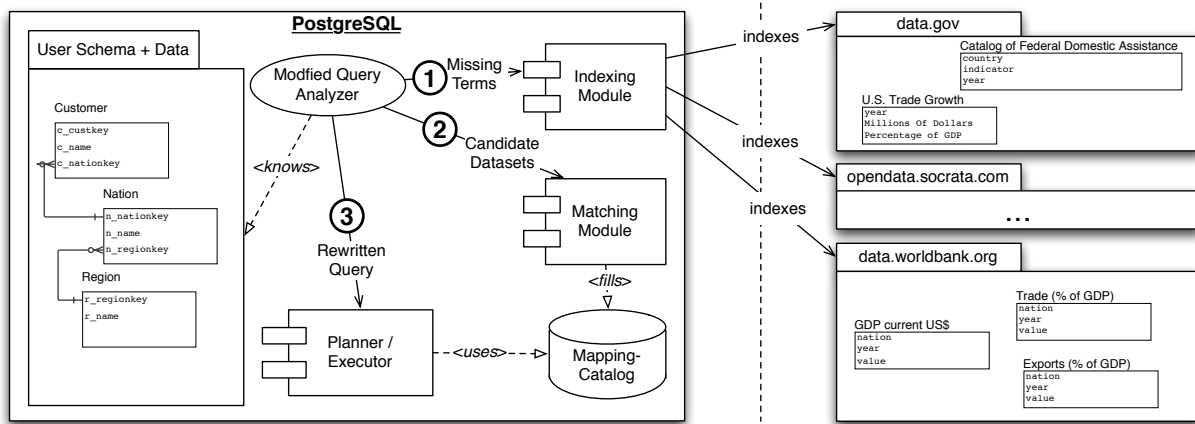 PostgreSQL
User Schema + Data
Customer
c_custkey
c_name
c_nationkey
Nation
n_nationkey
n_name
n_regionkey
Region
r_regionkey
r_name
Modfied Query
Analyzer
<knows>
1
Missing
Terms
Indexing
Module
2
Candidate
Datasets
Matching
Module
3
Rewritten
Query
<fills>
Planner /
Executor
<uses>
Mapping-
Catalog
indexes
indexes
indexes
data.gov
Catalog of Federal Domestic Assistance
country
indicator
year
U.S. Trade Growth
year
Millions Of Dollars
Percentage of GDP
opendata.socrata.com
...
data.worldbank.org
GDP current US$
nation
year
value
Trade (% of GDP)
nation
year
value
Exports (% of GDP)
nation
year
value